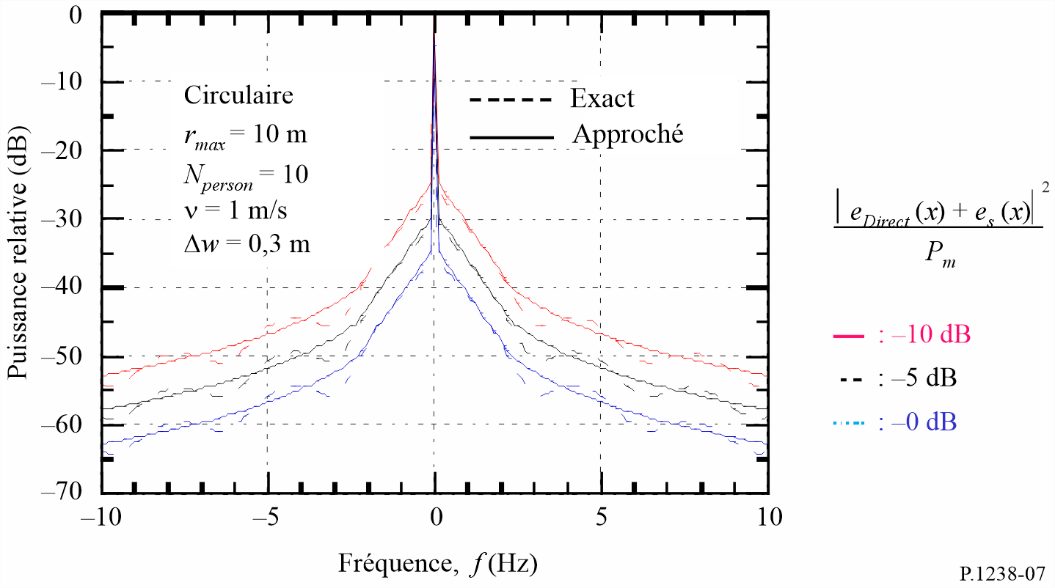 0
–10
–20
–30
–40
–50
–60
–70
–10
–5
0
5
10
Puissance relative (dB)
Fréquence, f (Hz)
Circulaire
r_max = 10 m
N_person = 10
ν = 1 m/s
Δw = 0,3 m
Exact
Approché
| e_Direct (x) + e_s (x)| ²
P_m
: –10 dB
: –5 dB
: –0 dB
P.1238-07